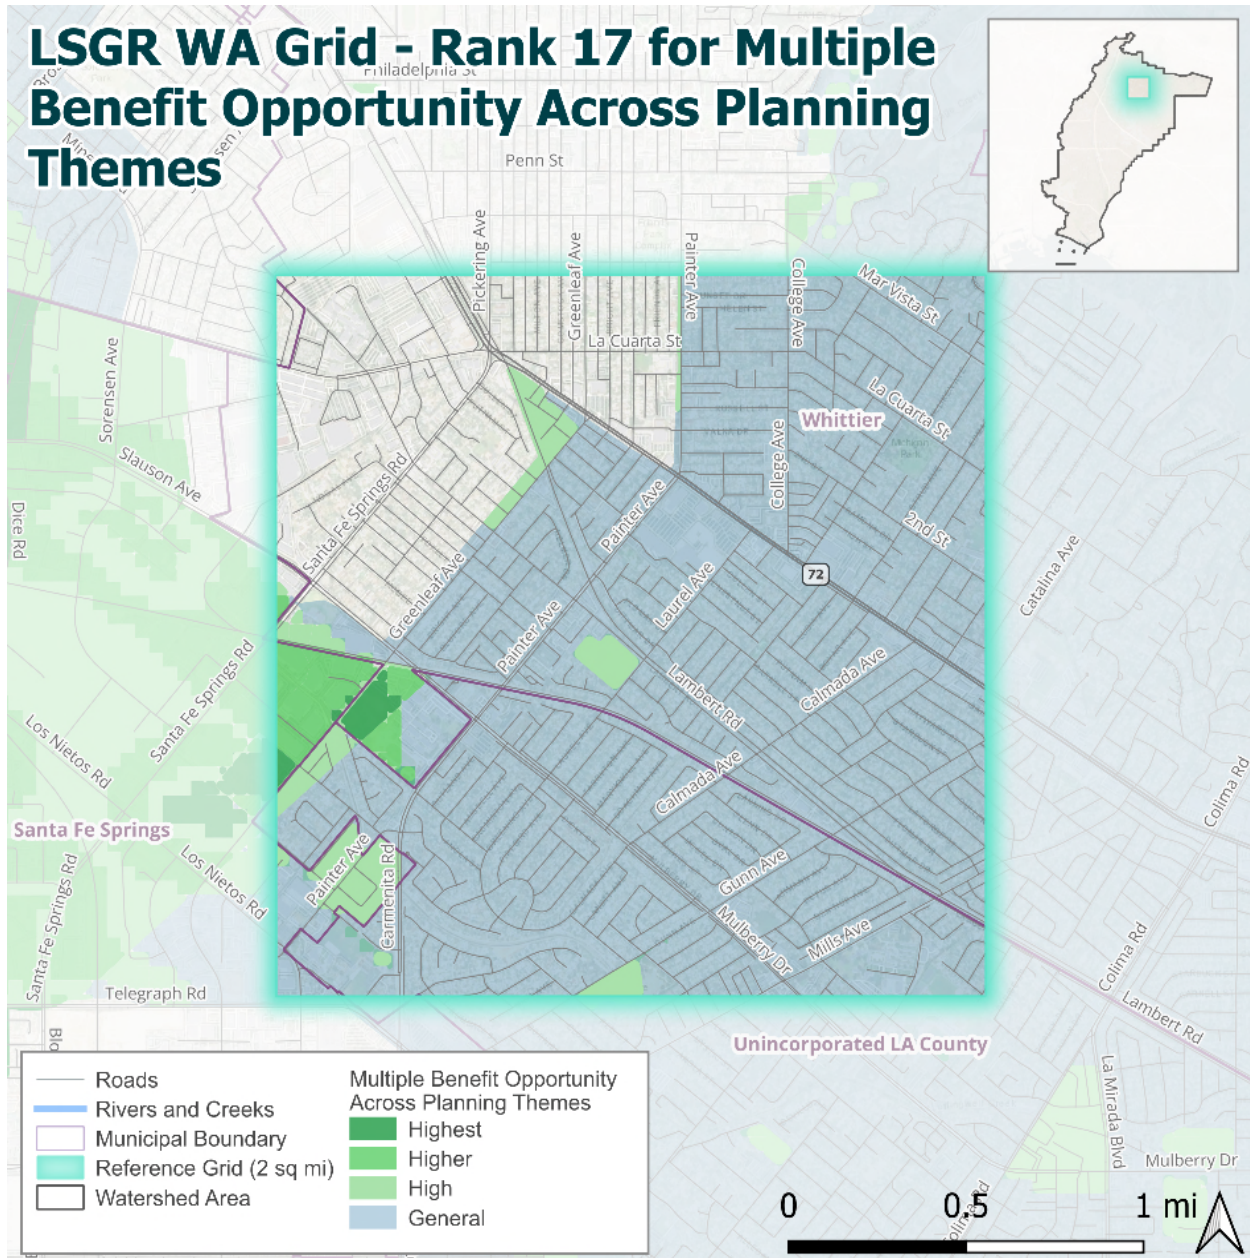 LSGR WA Grid - Rank 17 for Multiple
Benefit Opportunity Across Planning
Themes
Philadelphia St
Penn St
Pickering Ave
Greenleaf Ave
Painter Ave
College Ave
Mar Vista St
La Cuarta St
La Cuarta St
Whittier
Sorensen Ave
Slauson Ave
Dice Rd
Santa Fe Springs Rd
College Ave
2nd St
Painter Ave
72
Catalina Ave
Greenleaf Ave
Laurel Ave
Painter Ave
Calmada Ave
Lambert Rd
Santa Fe Springs Rd
Los Nietos Rd
Calmada Ave
Colima Rd
Santa Fe Springs
Los Nietos Rd
Painter Ave
Carmenita Rd
Gunn Ave
Mulberry Dr
Mills Ave
Santa Fe Springs Rd
Telegraph Rd
Colima Rd
Lambert Rd
Unincorporated LA County
La Mirada Blvd
Mulberry Dr
Roads
Rivers and Creeks
Municipal Boundary
Reference Grid (2 sq mi)
Watershed Area
Multiple Benefit Opportunity
Across Planning Themes
Highest
Higher
High
General
0 0.5 1 mi